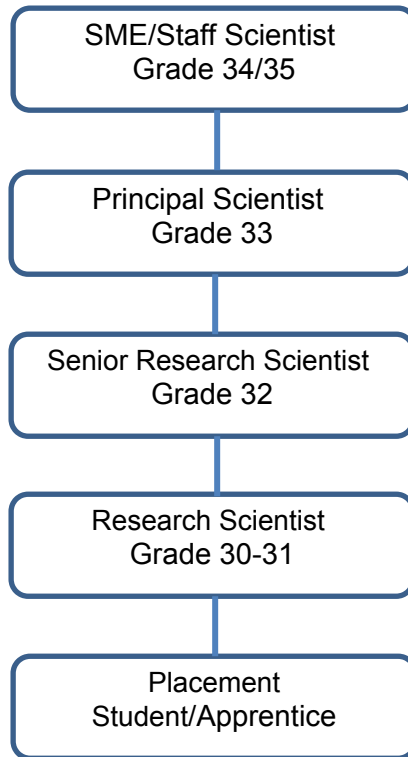 SME/Staff Scientist
Grade 34/35
Principal Scientist
Grade 33
Senior Research Scientist
Grade 32
Research Scientist
Grade 30-31
Placement
Student/Apprentice